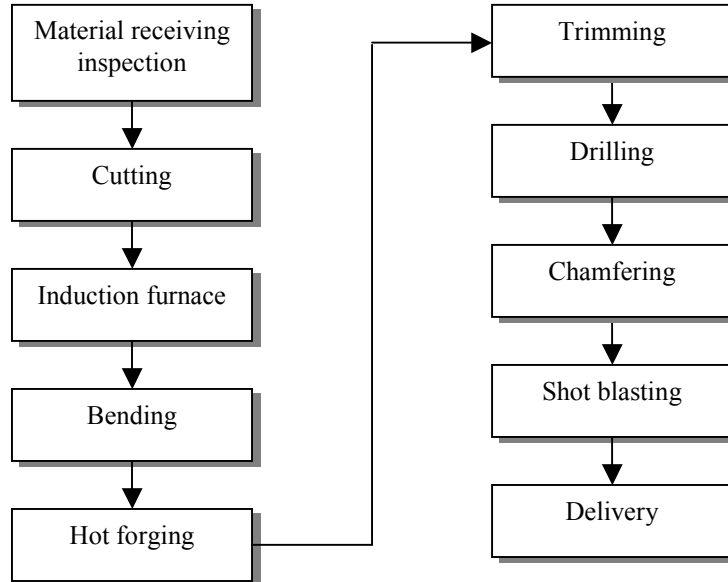 Material receiving
inspection
Cutting
Induction furnace
Bending
Hot forging
Trimming
Drilling
Chamfering
Shot blasting
Delivery